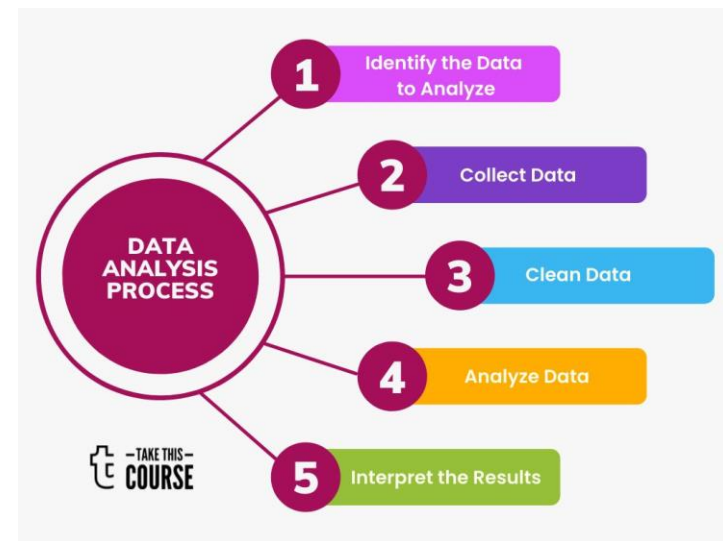 1
Identify the Data
to Analyze
2
Collect Data
DATA
ANALYSIS
PROCESS
3
Clean Data
4
Analyze Data
5
Interpret the Results
tc
–TAKE THIS–
COURSE